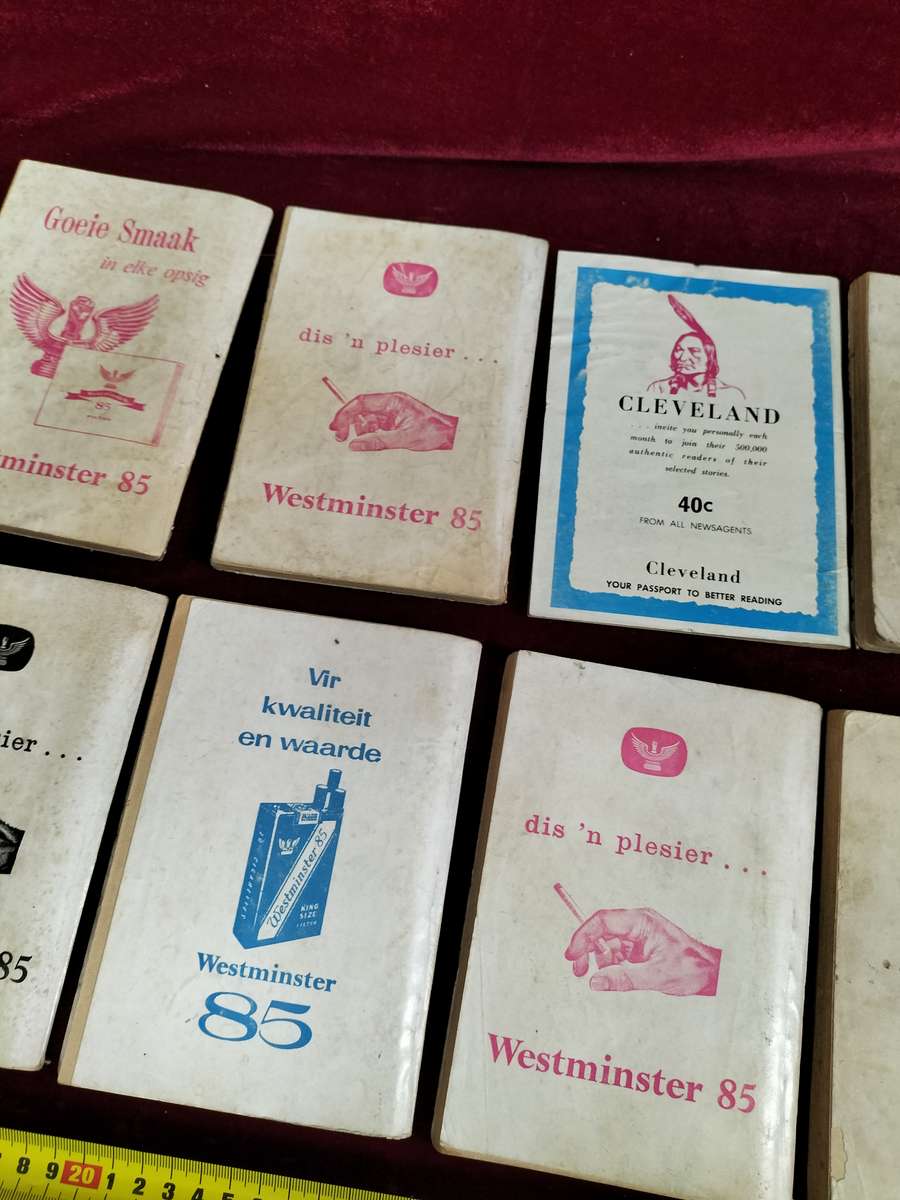 Goeie Smaak
in elke opsig
85
minster 85
dis 'n plesier...
Westminster 85
CLEVELAND
... invite you personally each
month to join their 500,000
authentic readers of their
selected stories.
40c
FROM ALL NEWSAGENTS
Cleveland
YOUR PASSPORT TO BETTER READING
ier...
85
Vir
kwaliteit
en waarde
Westminster 85
KING
SIZE
FILTER
Westminster
85
dis 'n plesier...
Westminster 85
8 9 20 1 2 3 4 5